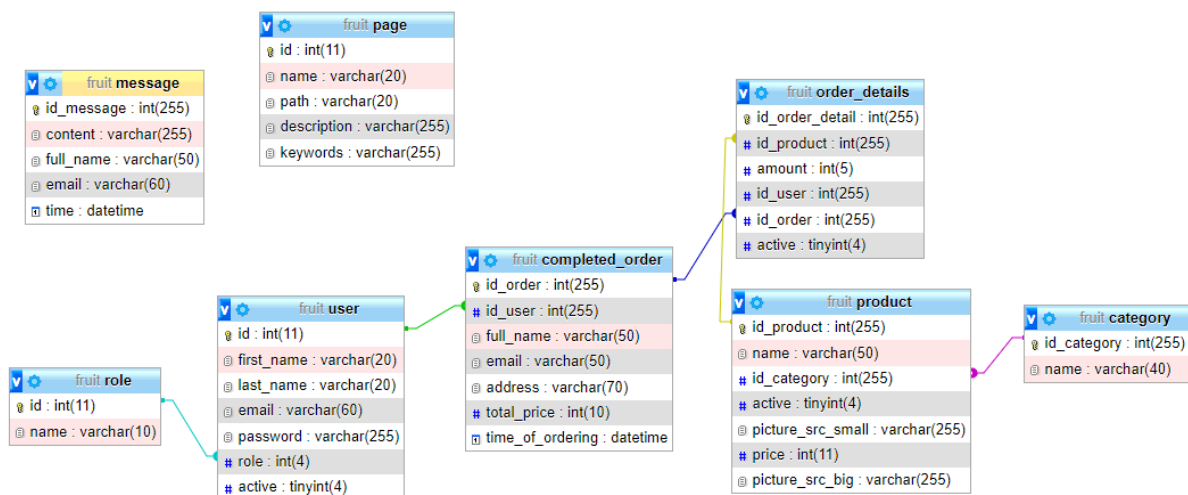 fruit page
id : int(11)
name : varchar(20)
path : varchar(20)
description : varchar(255)
keywords : varchar(255)
fruit message
id_message : int(255)
content : varchar(255)
full_name : varchar(50)
email : varchar(60)
time : datetime
fruit order_details
id_order_detail : int(255)
id_product : int(255)
amount : int(5)
id_user : int(255)
id_order : int(255)
active : tinyint(4)
fruit completed_order
id_order : int(255)
id_user : int(255)
full_name : varchar(50)
email : varchar(50)
address : varchar(70)
total_price : int(10)
time_of_ordering : datetime
fruit user
id : int(11)
first_name : varchar(20)
last_name : varchar(20)
email : varchar(60)
password : varchar(255)
role : int(4)
active : tinyint(4)
fruit role
id : int(11)
name : varchar(10)
fruit product
id_product : int(255)
name : varchar(50)
id_category : int(255)
active : tinyint(4)
picture_src_small : varchar(255)
price : int(11)
picture_src_big : varchar(255)
fruit category
id_category : int(255)
name : varchar(40)